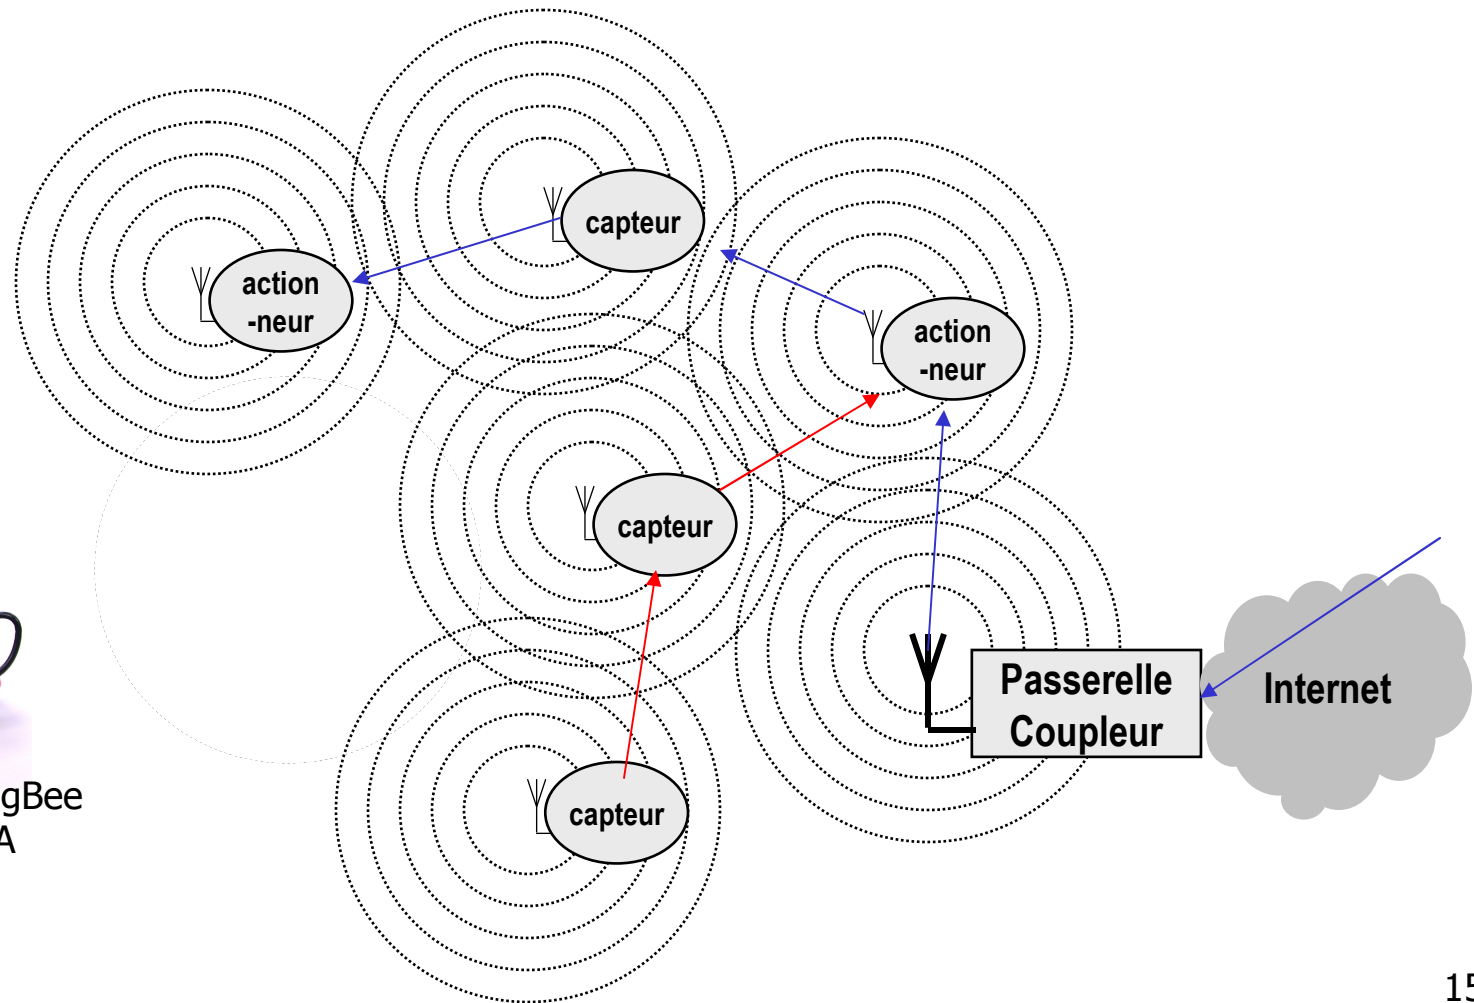 capteur
action
-neur
action
-neur
capteur
Passerelle
Coupleur
Internet
capteur
gBee
A
15